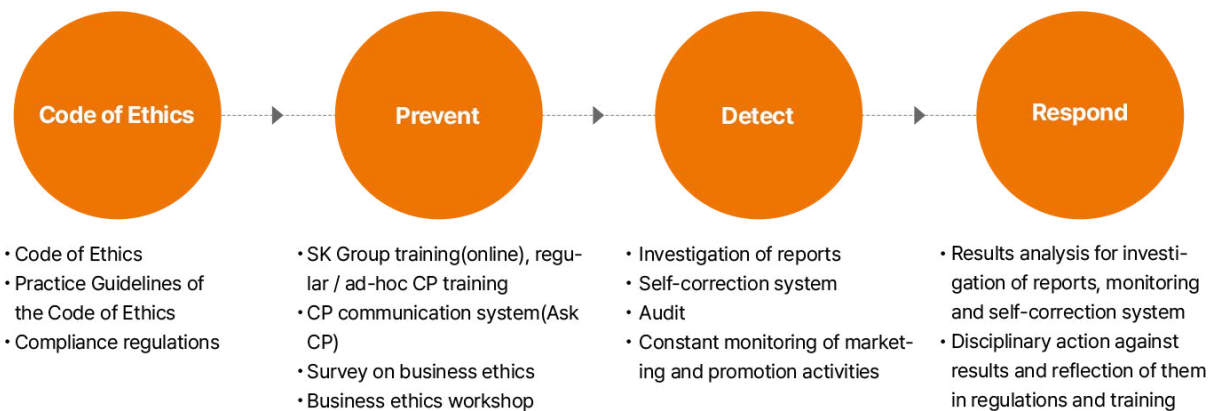 Code of Ethics
Prevent
Detect
Respond
• Code of Ethics
• Practice Guidelines of
the Code of Ethics
• Compliance regulations
• SK Group training(online), regu-
lar / ad-hoc CP training
• CP communication system(Ask
CP)
• Survey on business ethics
• Business ethics workshop
• Investigation of reports
• Self-correction system
• Audit
• Constant monitoring of market-
ing and promotion activities
• Results analysis for investi-
gation of reports, monitoring
and self-correction system
• Disciplinary action against
results and reflection of them
in regulations and training